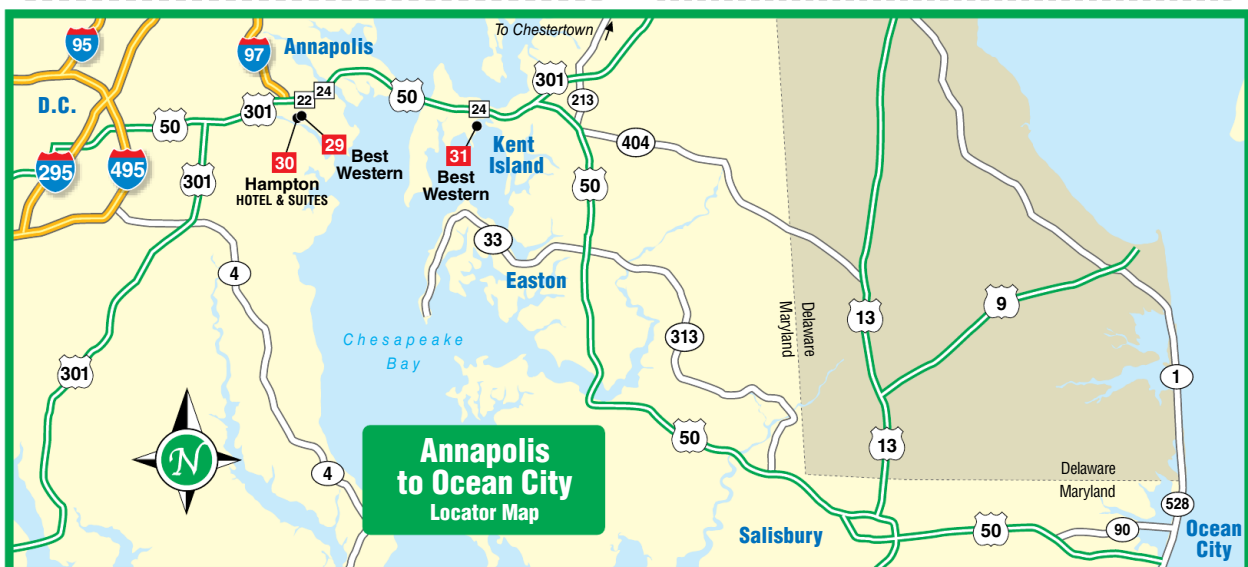 To Chestertown
95
97
Annapolis
D.C.
50
301
22
24
50
24
301
213
295
495
301
30
Hampton
HOTEL & SUITES
29
Best
Western
31
Best
Western
Kent
Island
404
50
4
33
Easton
313
Chesapeake
Bay
Maryland
Delaware
13
9
1
301
N
4
Annapolis
to Ocean City
Locator Map
50
13
Delaware
Maryland
Salisbury
50
90
528
Ocean
City